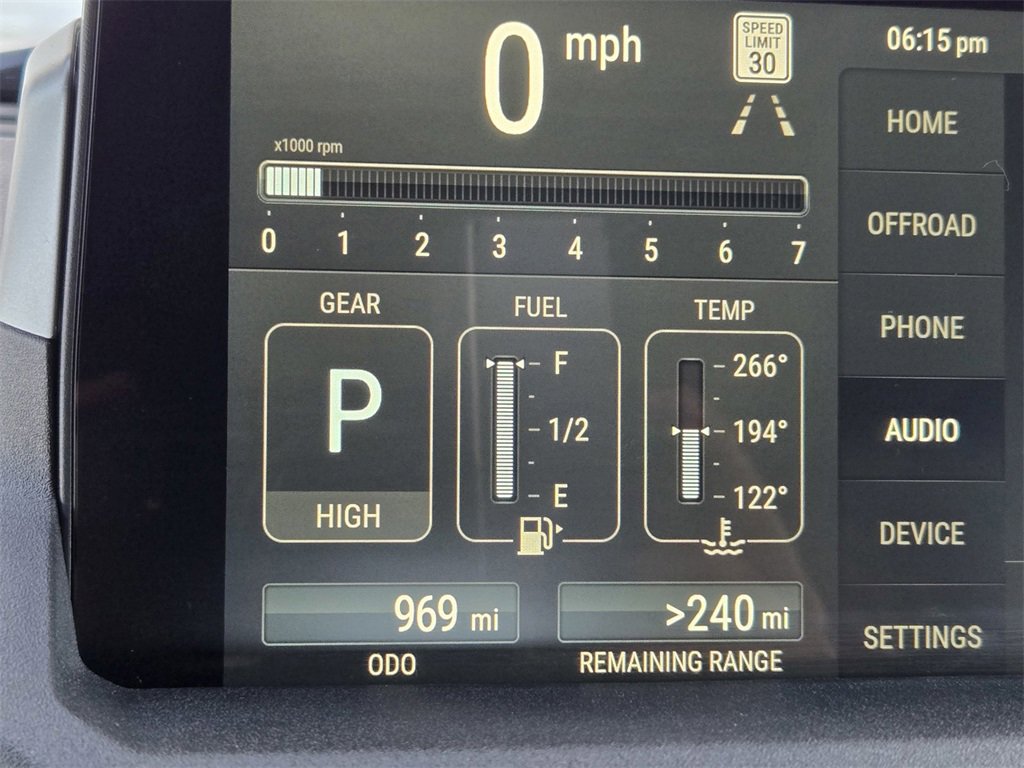 0 mph
SPEED
LIMIT
30
06:15 pm
x1000 rpm
0 1 2 3 4 5 6 7
HOME
OFFROAD
PHONE
AUDIO
DEVICE
SETTINGS
GEAR
P
HIGH
FUEL
F
1/2
E
TEMP
266°
194°
122°
969 mi
ODO
>240 mi
REMAINING RANGE